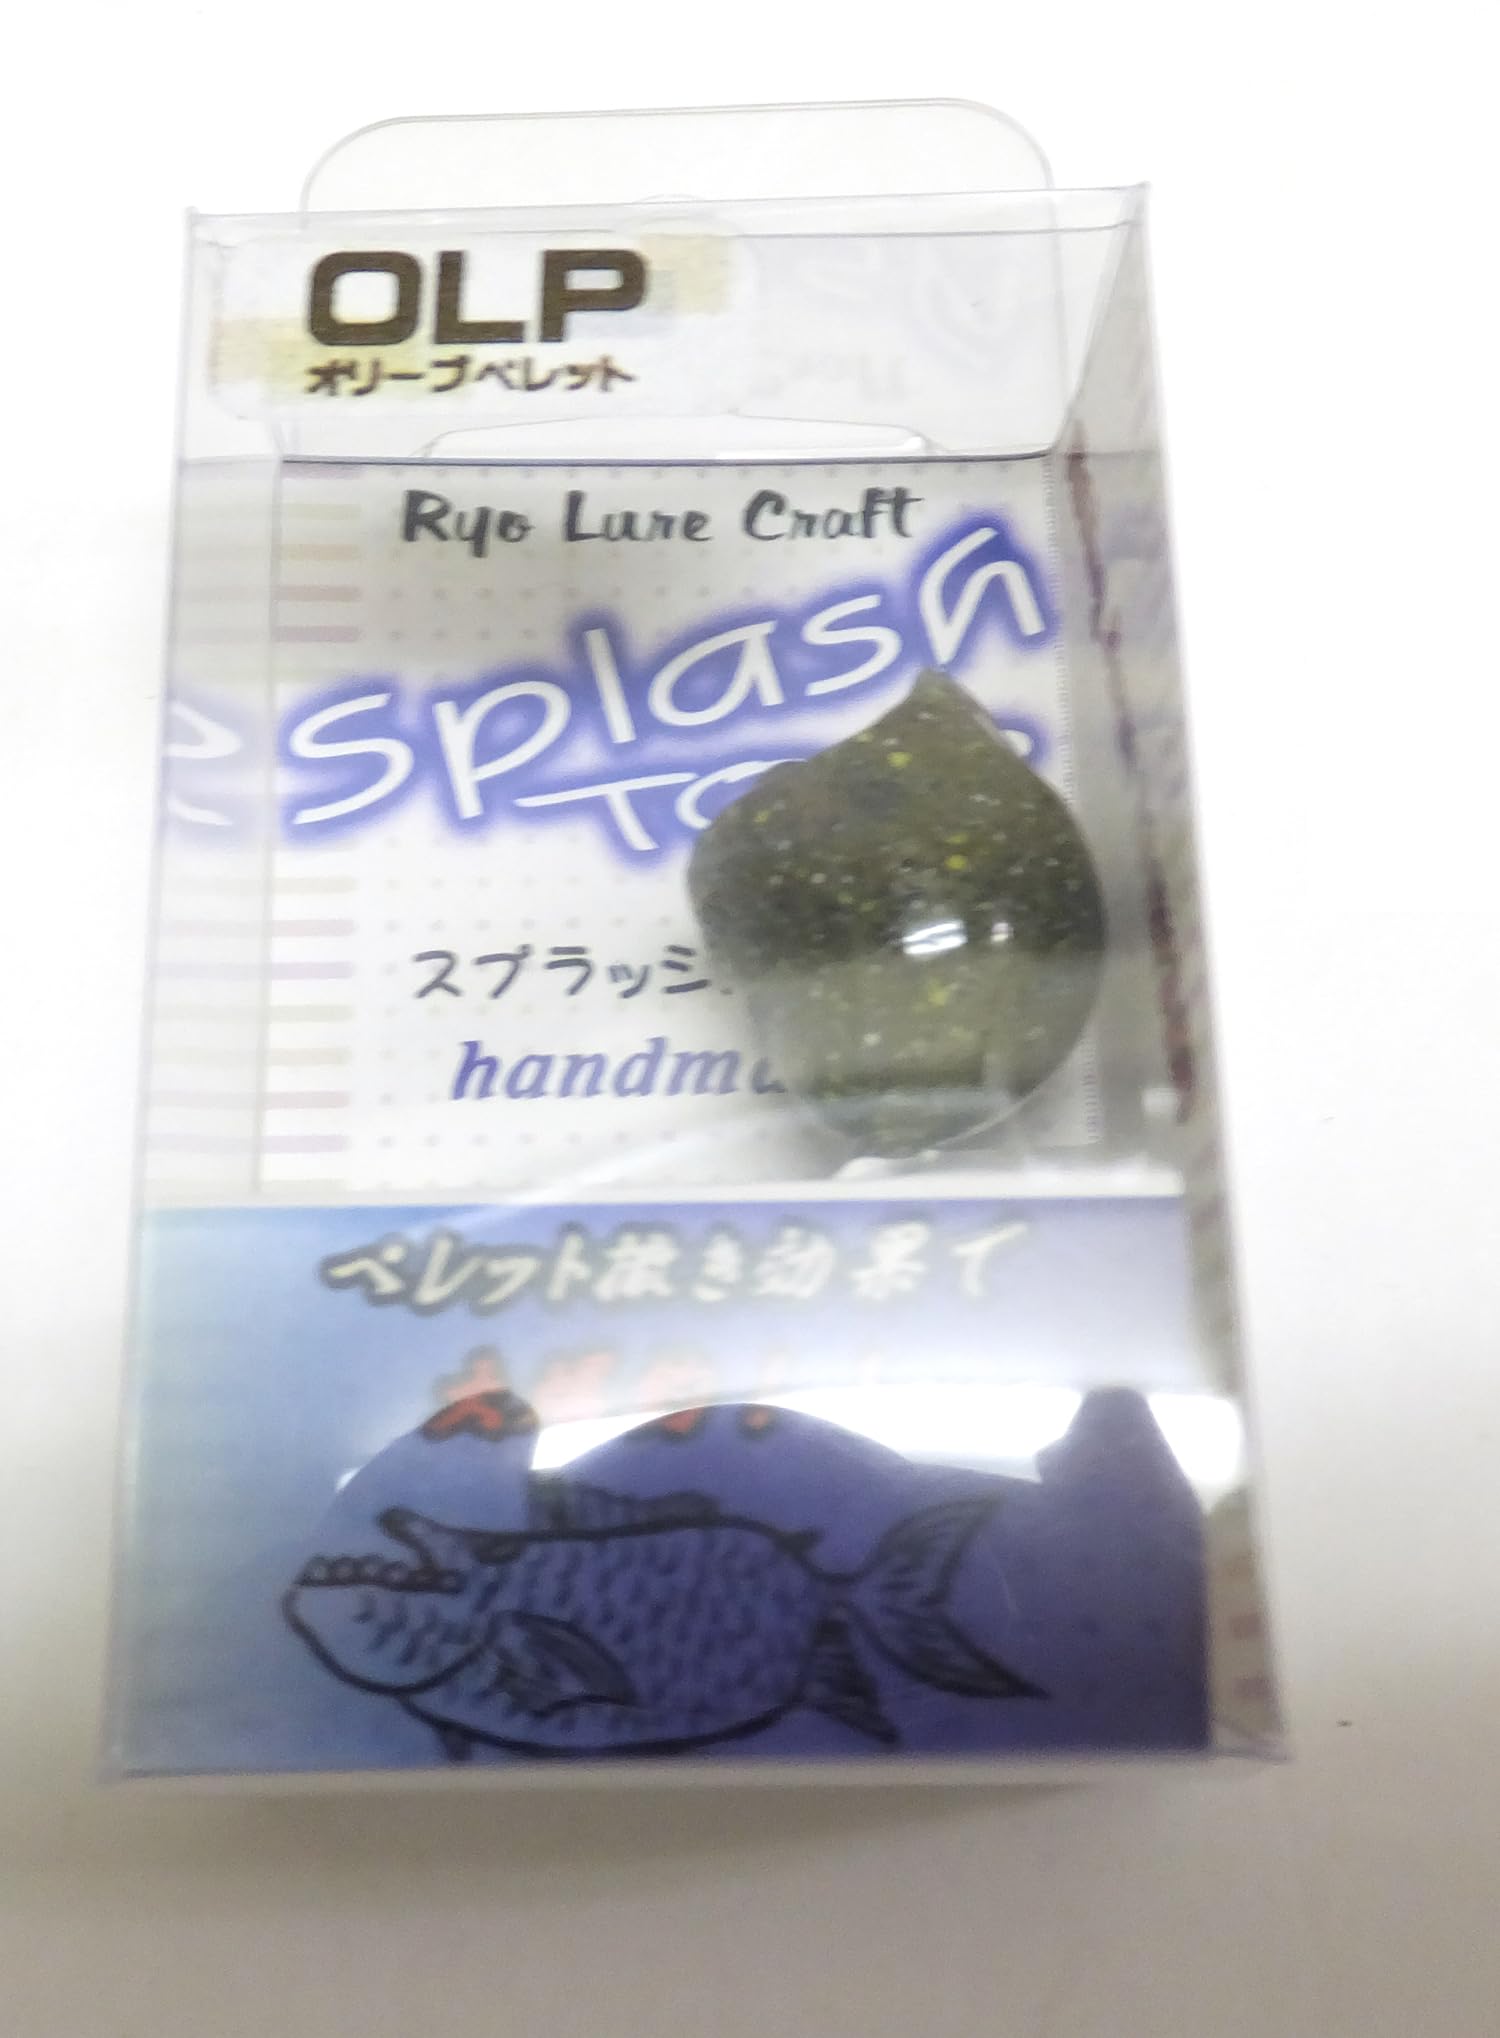 OLP
オリーブペレット
Ryo Lure Craft
splash
スプラッシ
handma
ペレット撒き効果で